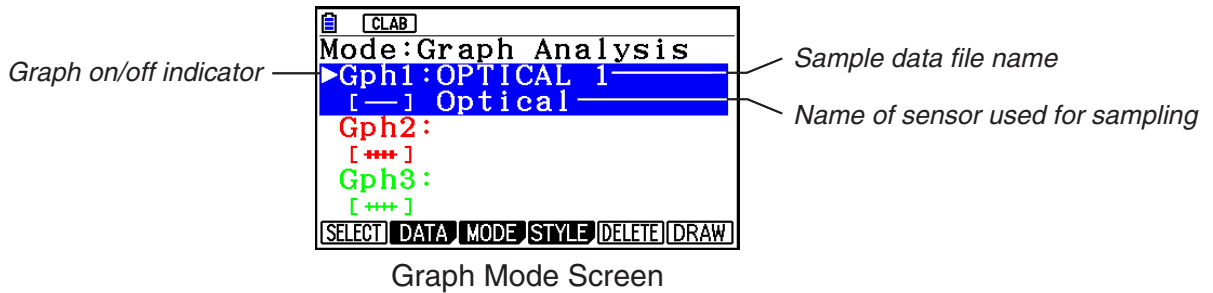 CLAB
Mode:Graph Analysis
Graph on/off indicator
▶Gph1:OPTICAL 1
Sample data file name
[—] Optical
Name of sensor used for sampling
Gph2:
[++++]
Gph3:
[++++]
SELECT DATA MODE STYLE DELETE DRAW
Graph Mode Screen